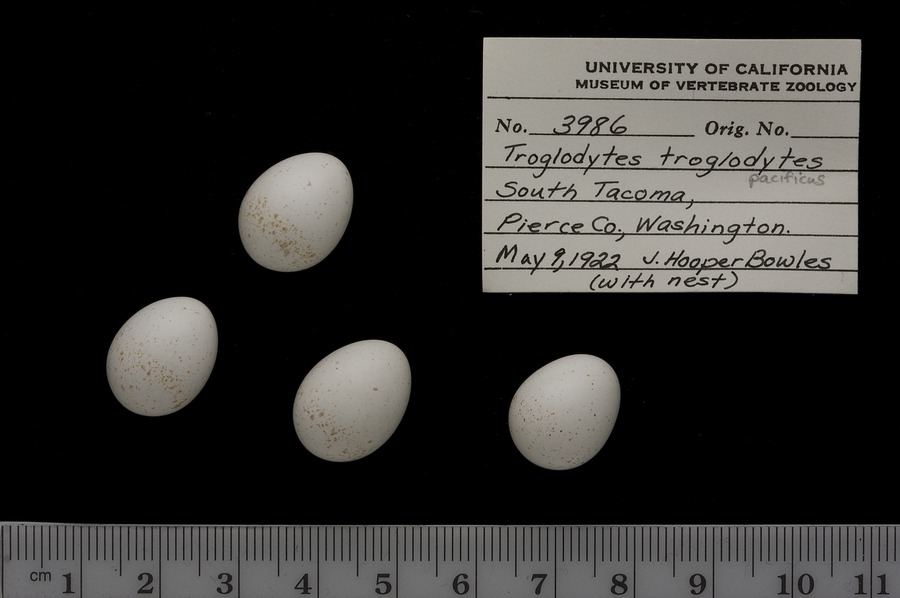 UNIVERSITY OF CALIFORNIA
MUSEUM OF VERTEBRATE ZOOLOGY
No. 3986 Orig. No.
Troglodytes troglodytes
pacificus
South Tacoma,
Pierce Co., Washington.
May 9, 1922 J. Hooper Bowles
(with nest)
cm 1 2 3 4 5 6 7 8 9 10 11